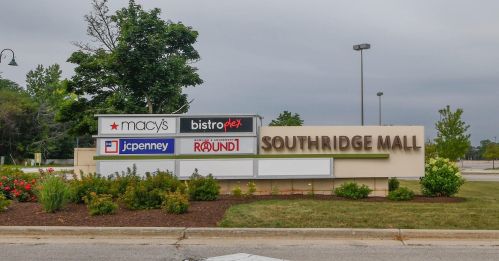 macy's
bistroplex
jcpenney
ROUND1
SOUTHRIDGE MALL